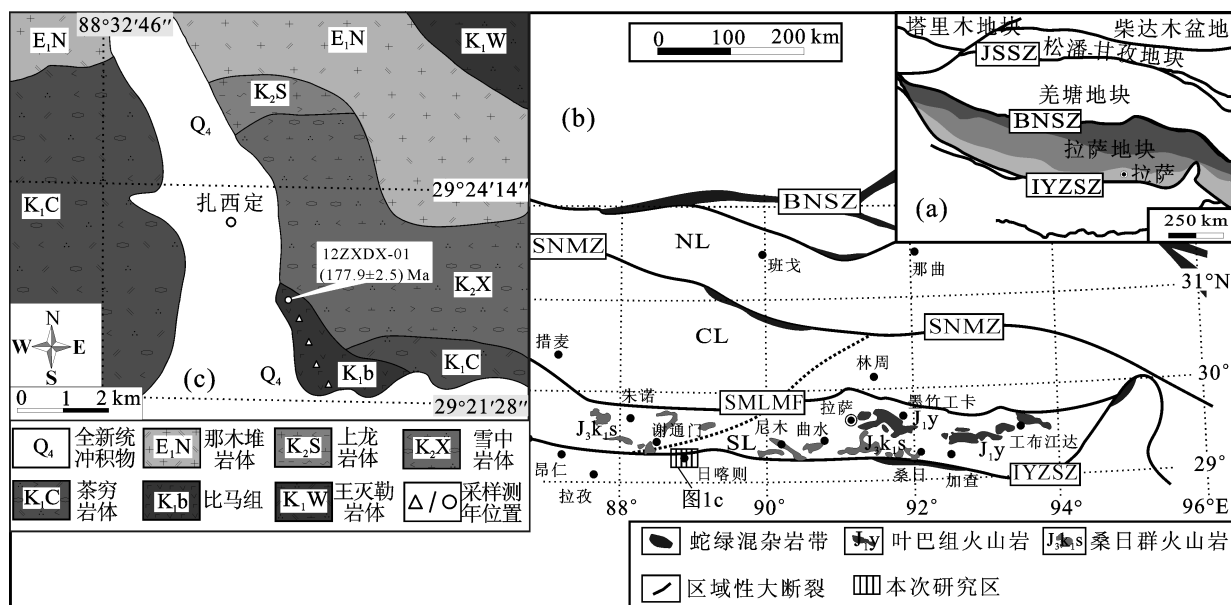 88°32′46″
E₁N
E₁N
K₁W
K₂S
Q₄
29°24′14″
K₁C
扎西定
12ZXDX-01
(177.9±2.5) Ma
K₂X
N
W E
S
K₁C
K₁b
Q₄
(c)
0 1 2 km
29°21′28″
Q₄ 全新统冲积物
E₁N 那木堆岩体
K₂S 上龙岩体
K₂X 雪中岩体
K₁C 茶穷岩体
K₁b 比马组
K₁W 王灭勒岩体
△/○ 采样测年位置
0 100 200 km
(b)
BNSZ
SNMZ
NL
班戈
那曲
31°N
CL
SNMZ
措麦
林周
30°
朱诺
SMLMF
拉萨
墨竹工卡
J₁y
J₃k₁s
谢通门
尼木
曲水
J₃k₁s
工布江达
SL
J₁y
昂仁
日喀则
桑日
加查
IYZSZ
29°
拉孜
图1c
88°
90°
92°
94°
96°E
塔里木地块
柴达木盆地
JSSZ
松潘-甘孜地块
羌塘地块
BNSZ
拉萨地块
拉萨
IYZSZ
(a)
250 km
蛇绿混杂岩带
J₁y 叶巴组火山岩
J₃k₁s 桑日群火山岩
区域性大断裂
本次研究区